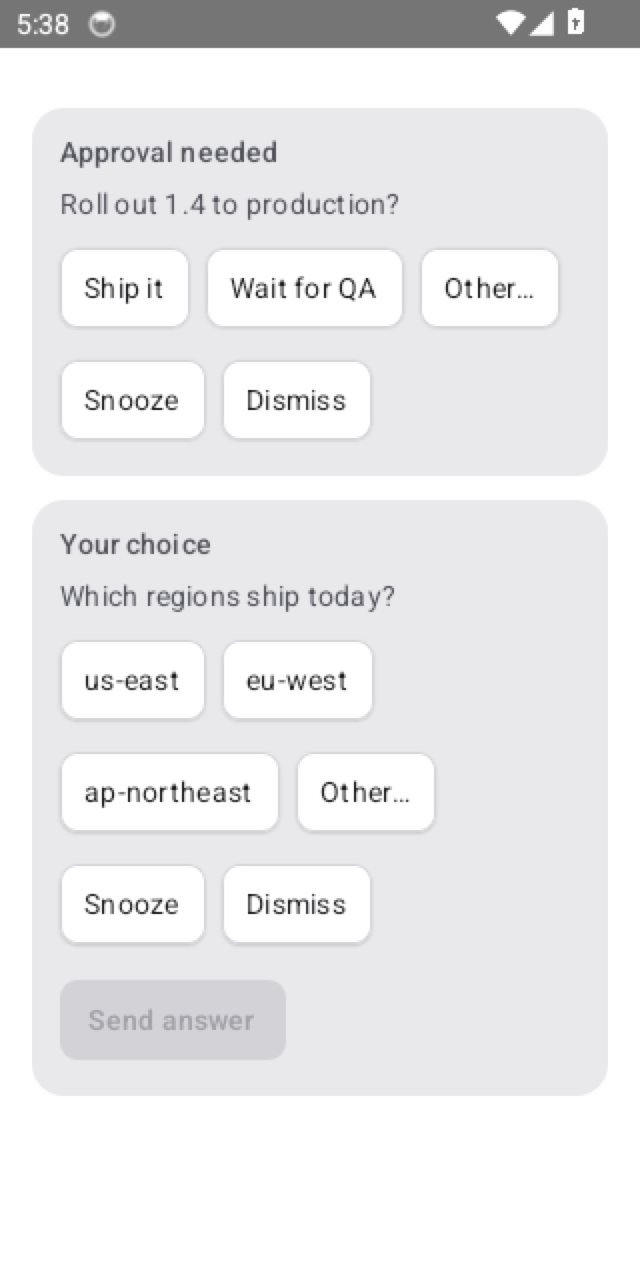 5:38
Approval needed
Roll out 1.4 to production?
Ship it Wait for QA Other...
Snooze Dismiss
Your choice
Which regions ship today?
us-east eu-west
ap-northeast Other...
Snooze Dismiss
Send answer